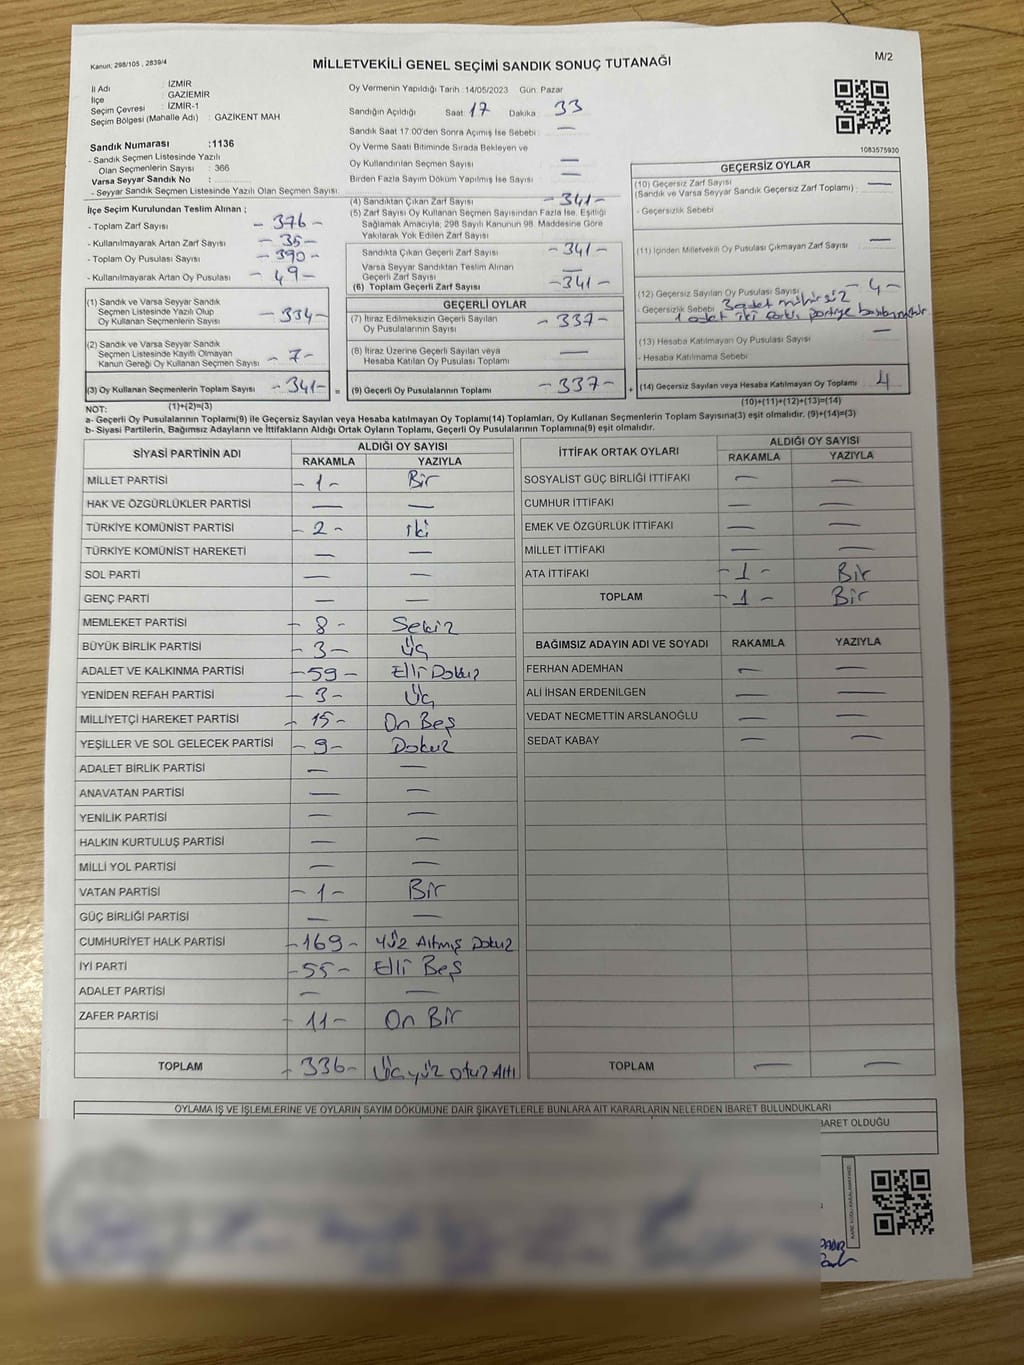 Kanun: 298/105 , 2839/4
MİLLETVEKİLİ GENEL SEÇİMİ SANDIK SONUÇ TUTANAĞI
M/2
İl Adı : İZMİR
İlçe : GAZİEMİR
Seçim Çevresi : İZMİR-1
Seçim Bölgesi (Mahalle Adı) : GAZİKENT MAH
Sandık Numarası :1136
- Sandık Seçmen Listesinde Yazılı
Olan Seçmenlerin Sayısı : 366
Varsa Seyyar Sandık No :
- Seyyar Sandık Seçmen Listesinde Yazılı Olan Seçmen Sayısı:
Oy Vermenin Yapıldığı Tarih :14/05/2023 Gün: Pazar
Sandığın Açıldığı Saat: 17 Dakika 33
Sandık Saat 17.00'den Sonra Açımış İse Sebebi : —
Oy Verme Saati Bitiminde Sırada Bekleyen ve
Oy Kullandırılan Seçmen Sayısı : —
Birden Fazla Sayım Döküm Yapılmış İse Sayısı : —
1083575930
İlçe Seçim Kurulundan Teslim Alınan ;
- Toplam Zarf Sayısı - 376 -
- Kullanılmayarak Artan Zarf Sayısı - 35 -
- Toplam Oy Pusulası Sayısı - 390 -
- Kullanılmayarak Artan Oy Pusulası - 49 -
(1) Sandık ve Varsa Seyyar Sandık
Seçmen Listesinde Yazılı Olup
Oy Kullanan Seçmenlerin Sayısı - 334 -
(2) Sandık ve Varsa Seyyar Sandık
Seçmen Listesinde Kayıtlı Olmayan
Kanun Gereği Oy Kullanan Seçmen Sayısı - 7 -
(3) Oy Kullanan Seçmenlerin Toplam Sayısı - 341 - =
(1)+(2)=(3)
(4) Sandıktan Çıkan Zarf Sayısı - 341 -
(5) Zarf Sayısı Oy Kullanan Seçmen Sayısından Fazla İse, Eşitliği
Sağlamak Amacıyla; 298 Sayılı Kanunun 98. Maddesine Göre
Yakılarak Yok Edilen Zarf Sayısı
Sandıkta Çıkan Geçerli Zarf Sayısı - 341 -
Varsa Seyyar Sandıktan Teslim Alınan
Geçerli Zarf Sayısı —
(6) Toplam Geçerli Zarf Sayısı - 341 -
GEÇERLİ OYLAR
(7) İtiraz Edilmeksizin Geçerli Sayılan
Oy Pusulalarının Sayısı - 337 -
(8) İtiraz Üzerine Geçerli Sayılan veya
Hesaba Katılan Oy Pusulası Toplamı —
(9) Geçerli Oy Pusulalarının Toplamı - 337 - +
GEÇERSİZ OYLAR
(10) Geçersiz Zarf Sayısı
(Sandık ve Varsa Seyyar Sandık Geçersiz Zarf Toplamı) : —
- Geçersizlik Sebebi
(11) İçinden Milletvekili Oy Pusulası Çıkmayan Zarf Sayısı —
(12) Geçersiz Sayılan Oy Pusulası Sayısı - 4 -
- Geçersizlik Sebebi : 3 adet mühürsiz
1 adet iki farklı partiye basılmıştır
(13) Hesaba Katılmayan Oy Pusulası Sayısı —
- Hesaba Katılmama Sebebi
(14) Geçersiz Sayılan veya Hesaba Katılmayan Oy Toplamı 4
(10)+(11)+(12)+(13)=(14)
NOT:
a- Geçerli Oy Pusulalarının Toplamı(9) ile Geçersiz Sayılan veya Hesaba katılmayan Oy Toplamı(14) Toplamları, Oy Kullanan Seçmenlerin Toplam Sayısına(3) eşit olmalıdır. (9)+(14)=(3)
b- Siyasi Partilerin, Bağımsız Adayların ve İttifakların Aldığı Ortak Oyların Toplamı, Geçerli Oy Pusulalarının Toplamına(9) eşit olmalıdır.
SİYASİ PARTİNİN ADI ALDIĞI OY SAYISI
RAKAMLA YAZIYLA
MİLLET PARTİSİ - 1 - Bir
HAK VE ÖZGÜRLÜKLER PARTİSİ — —
TÜRKİYE KOMÜNİST PARTİSİ - 2 - iki
TÜRKİYE KOMÜNİST HAREKETİ — —
SOL PARTİ — —
GENÇ PARTİ — —
MEMLEKET PARTİSİ - 8 - Sekiz
BÜYÜK BİRLİK PARTİSİ - 3 - Üç
ADALET VE KALKINMA PARTİSİ - 59 - Elli Dokuz
YENİDEN REFAH PARTİSİ - 3 - Üç
MİLLİYETÇİ HAREKET PARTİSİ - 15 - On Beş
YEŞİLLER VE SOL GELECEK PARTİSİ - 9 - Dokuz
ADALET BİRLİK PARTİSİ — —
ANAVATAN PARTİSİ — —
YENİLİK PARTİSİ — —
HALKIN KURTULUŞ PARTİSİ — —
MİLLİ YOL PARTİSİ — —
VATAN PARTİSİ - 1 - Bir
GÜÇ BİRLİĞİ PARTİSİ — —
CUMHURİYET HALK PARTİSİ - 169 - Yüz Altmış Dokuz
İYİ PARTİ - 55 - Elli Beş
ADALET PARTİSİ — —
ZAFER PARTİSİ - 11 - On Bir
TOPLAM - 336 - Üçyüz Otuz Altı
İTTİFAK ORTAK OYLARI ALDIĞI OY SAYISI
RAKAMLA YAZIYLA
SOSYALİST GÜÇ BİRLİĞİ İTTİFAKI — —
CUMHUR İTTİFAKI — —
EMEK VE ÖZGÜRLÜK İTTİFAKI — —
MİLLET İTTİFAKI — —
ATA İTTİFAKI - 1 - Bir
TOPLAM - 1 - Bir
BAĞIMSIZ ADAYIN ADI VE SOYADI RAKAMLA YAZIYLA
FERHAN ADEMHAN — —
ALİ İHSAN ERDENİLGEN — —
VEDAT NECMETTİN ARSLANOĞLU — —
SEDAT KABAY — —
TOPLAM — —
OYLAMA İŞ VE İŞLEMLERİNE VE OYLARIN SAYIM DÖKÜMÜNE DAİR ŞİKAYETLERLE BUNLARA AİT KARARLARIN NELERDEN İBARET BULUNDUKLARI
BARET OLDUĞU
KARE KODU KARALAMAYINIZ!